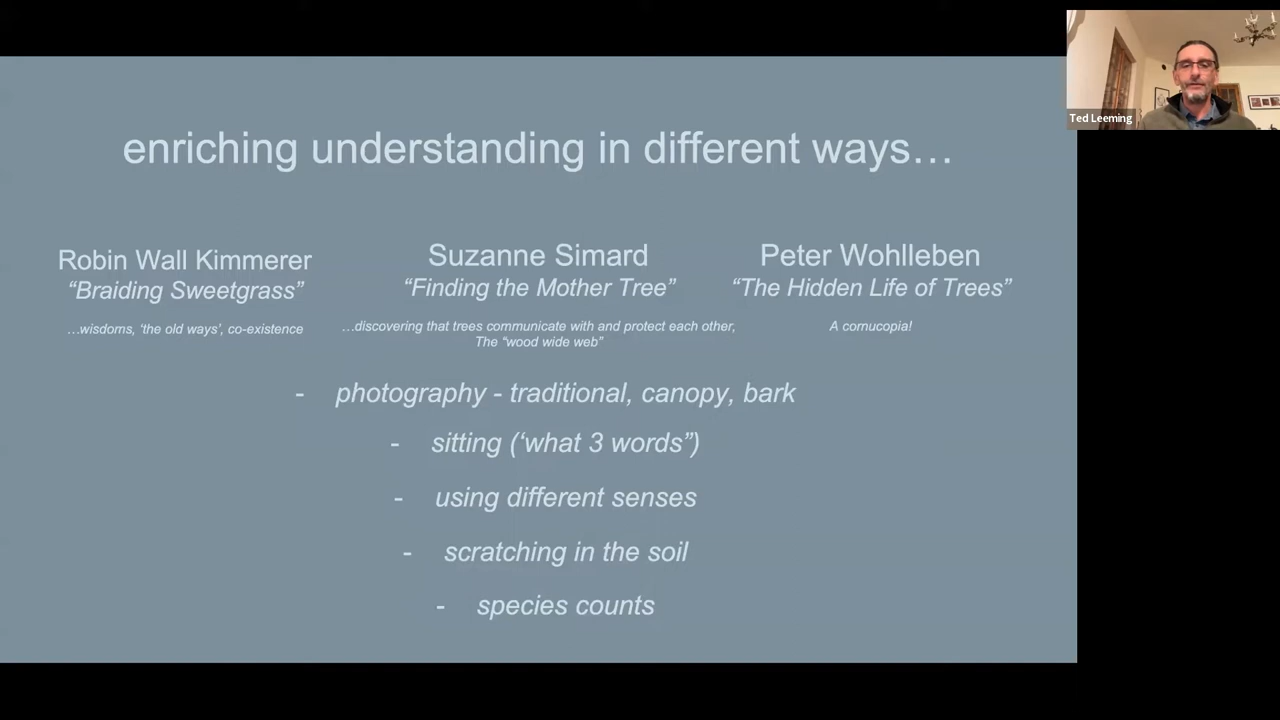 enriching understanding in different ways…
Robin Wall Kimmerer
“Braiding Sweetgrass”
…wisdoms, ‘the old ways’, co-existence
Suzanne Simard
“Finding the Mother Tree”
…discovering that trees communicate with and protect each other,
The “wood wide web”
Peter Wohlleben
“The Hidden Life of Trees”
A cornucopia!
- photography - traditional, canopy, bark
- sitting (‘what 3 words”)
- using different senses
- scratching in the soil
- species counts
Ted Leeming